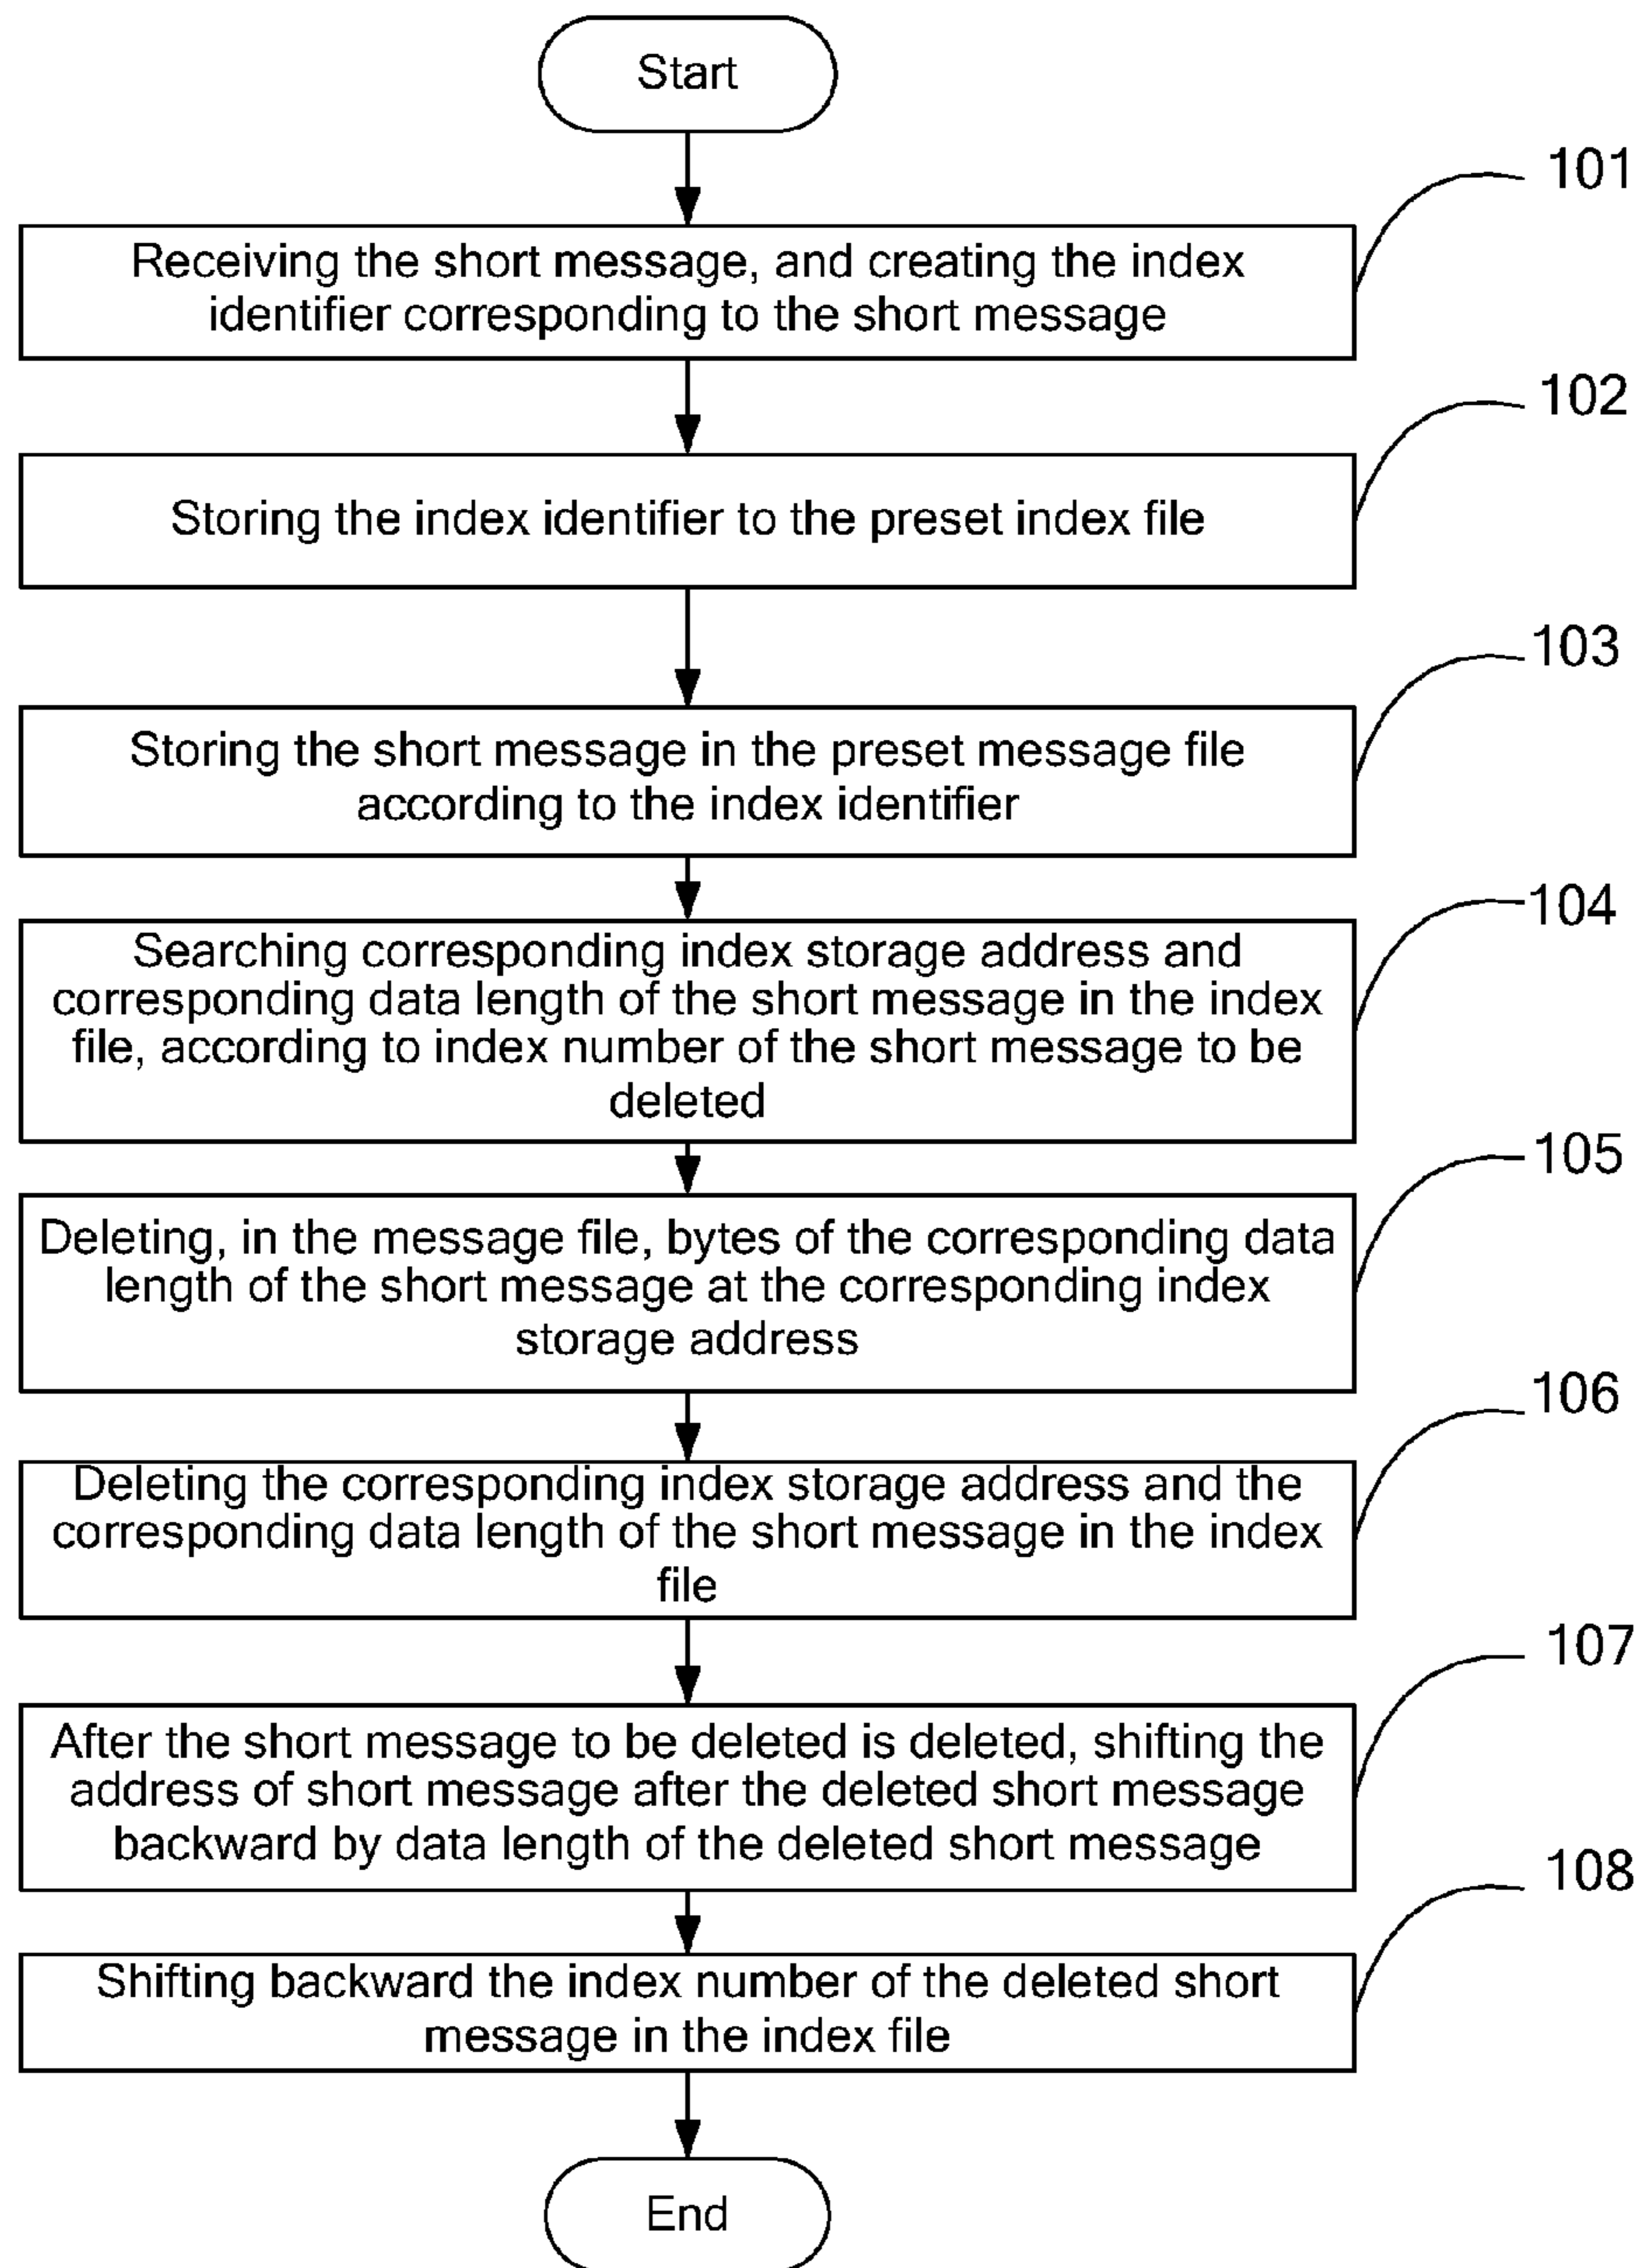 Start
101
Receiving the short message, and creating the index
identifier corresponding to the short message
102
Storing the index identifier to the preset index file
103
Storing the short message in the preset message file
according to the index identifier
104
Searching corresponding index storage address and
corresponding data length of the short message in the index
file, according to index number of the short message to be
deleted
105
Deleting, in the message file, bytes of the corresponding data
length of the short message at the corresponding index
storage address
106
Deleting the corresponding index storage address and the
corresponding data length of the short message in the index
file
107
After the short message to be deleted is deleted, shifting the
address of short message after the deleted short message
backward by data length of the deleted short message
108
Shifting backward the index number of the deleted short
message in the index file
End